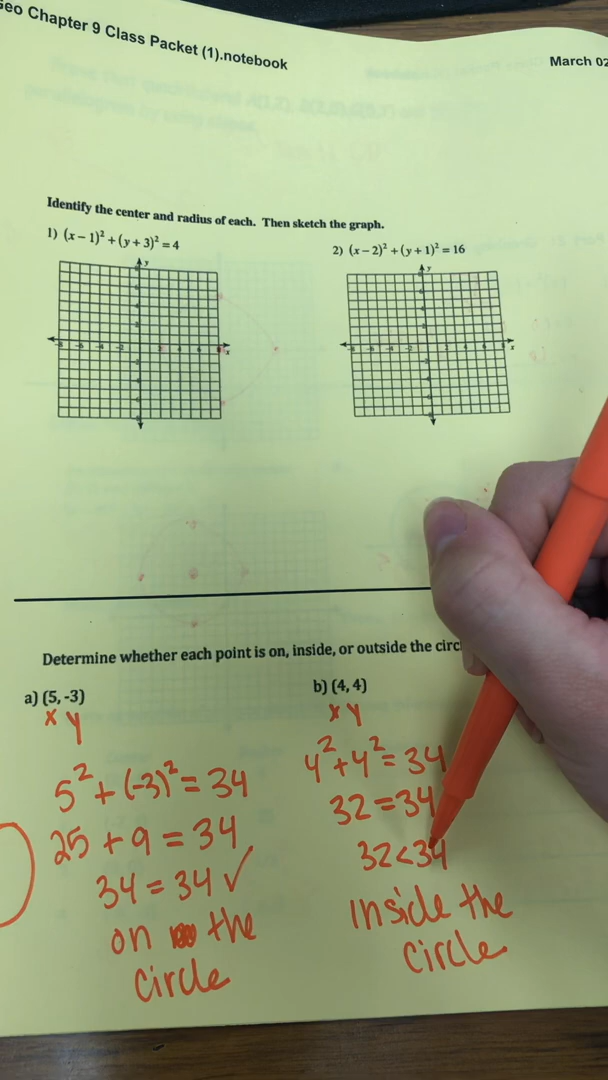 Geo Chapter 9 Class Packet (1).notebook
March 02
Identify the center and radius of each. Then sketch the graph.
1) (x – 1)² + (y + 3)² = 4
2) (x – 2)² + (y + 1)² = 16
Determine whether each point is on, inside, or outside the circ
a) (5, -3)
x y
5² + (-3)² = 34
25 + 9 = 34
34 = 34 ✓
on the
circle
b) (4, 4)
x y
4² + 4² = 34
32 = 34
32 < 34
inside the
circle